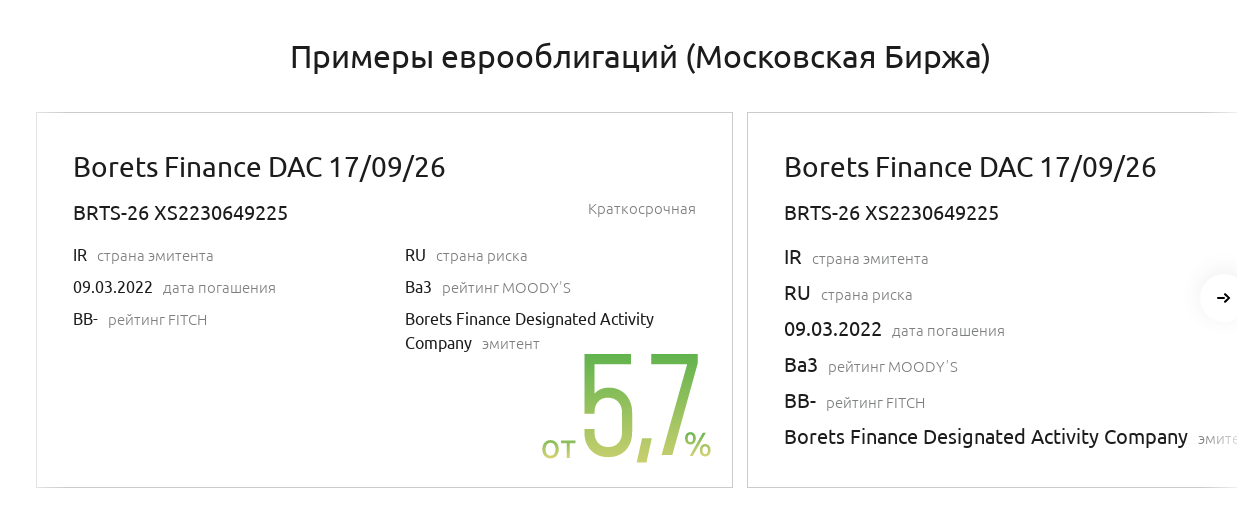 Примеры еврооблигаций (Московская Биржа)
Borets Finance DAC 17/09/26
BRTS-26 XS2230649225
Краткосрочная
IR страна эмитента
RU страна риска
09.03.2022 дата погашения
Ba3 рейтинг MOODY'S
BB- рейтинг FITCH
Borets Finance Designated Activity
Company эмитент
от 5,7%
Borets Finance DAC 17/09/26
BRTS-26 XS2230649225
IR страна эмитента
RU страна риска
09.03.2022 дата погашения
Ba3 рейтинг MOODY'S
BB- рейтинг FITCH
Borets Finance Designated Activity Company эмите